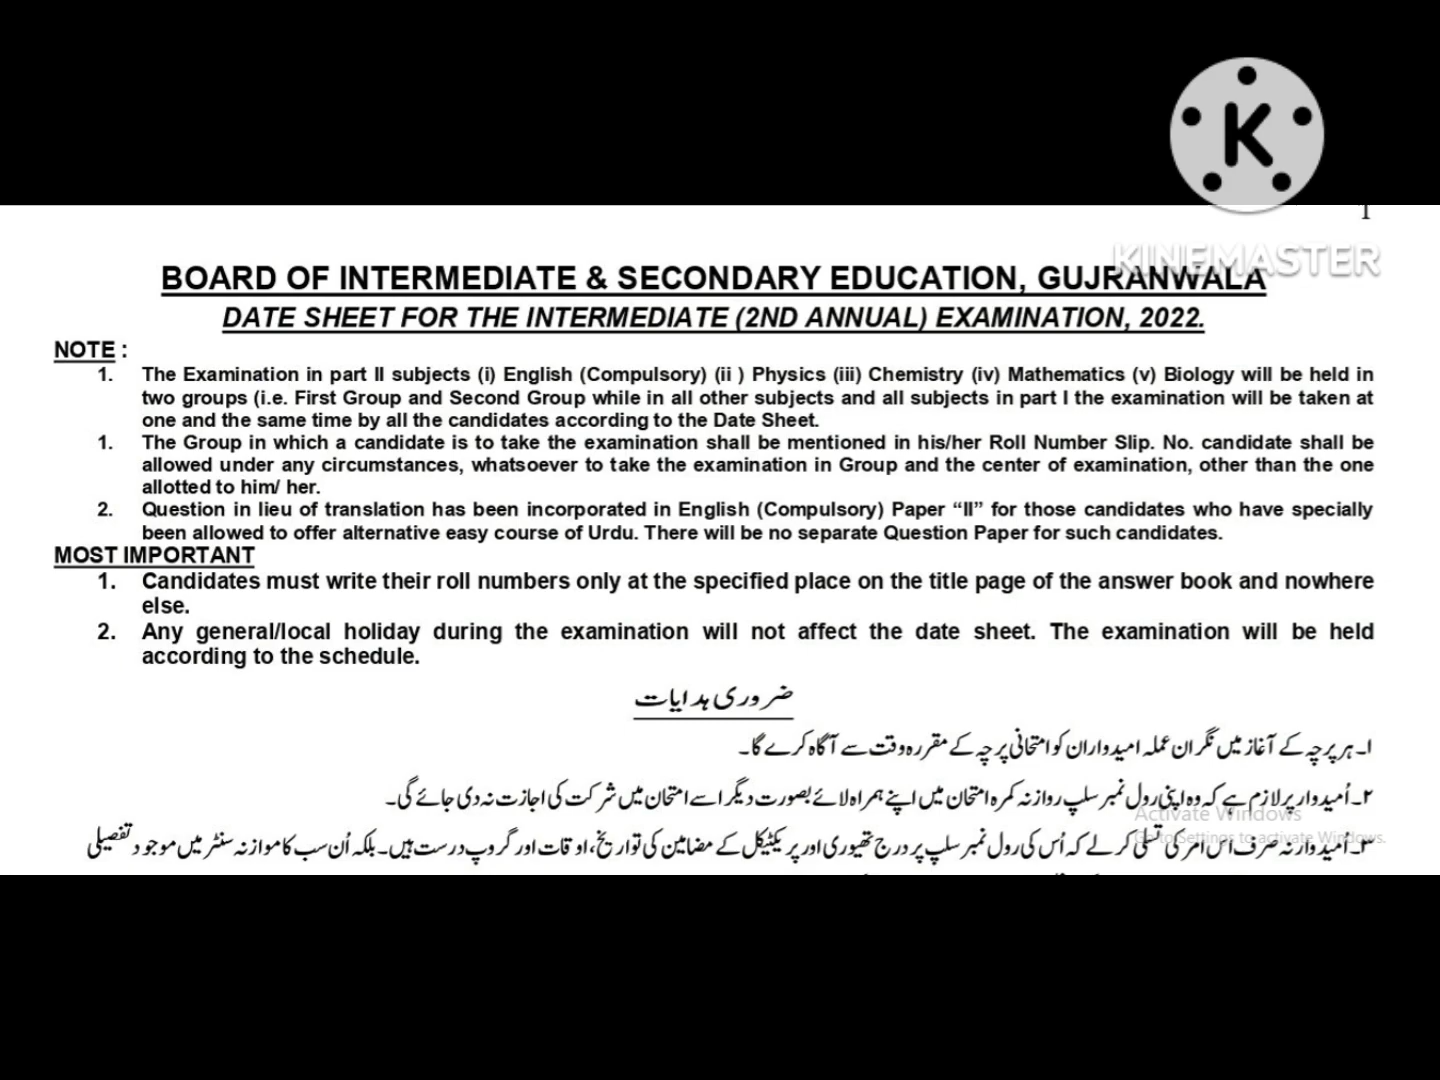 K
KINEMASTER
1
BOARD OF INTERMEDIATE & SECONDARY EDUCATION, GUJRANWALA
DATE SHEET FOR THE INTERMEDIATE (2ND ANNUAL) EXAMINATION, 2022.
NOTE :
1. The Examination in part II subjects (i) English (Compulsory) (ii ) Physics (iii) Chemistry (iv) Mathematics (v) Biology will be held in
two groups (i.e. First Group and Second Group while in all other subjects and all subjects in part I the examination will be taken at
one and the same time by all the candidates according to the Date Sheet.
1. The Group in which a candidate is to take the examination shall be mentioned in his/her Roll Number Slip. No. candidate shall be
allowed under any circumstances, whatsoever to take the examination in Group and the center of examination, other than the one
allotted to him/ her.
2. Question in lieu of translation has been incorporated in English (Compulsory) Paper “II” for those candidates who have specially
been allowed to offer alternative easy course of Urdu. There will be no separate Question Paper for such candidates.
MOST IMPORTANT
1. Candidates must write their roll numbers only at the specified place on the title page of the answer book and nowhere
else.
2. Any general/local holiday during the examination will not affect the date sheet. The examination will be held
according to the schedule.
ضروری ہدایات
۱۔ ہر پرچہ کے آغاز میں نگران عملہ امیدواران کو امتحانی پرچہ کے مقررہ وقت سے آگاہ کرے گا۔
۲۔ اُمیدوار پر لازم ہے کہ وہ اپنی رول نمبر سلپ روازنہ کمرہ امتحان میں اپنے ہمراہ لائے بصورت دیگر اسے امتحان میں شرکت کی اجازت نہ دی جائے گی۔
Activate Windows
Go to Settings to activate Windows.
۳۔ اُمیدوار نہ صرف اس امر کی تسلی کر لے کہ اُس کی رول نمبر سلپ پر درج تھیوری اور پریکٹیکل کے مضامین کی تواریخ، اوقات اور گروپ درست ہیں۔ بلکہ اُن سب کا موازنہ سنٹر میں موجود تفصیلی